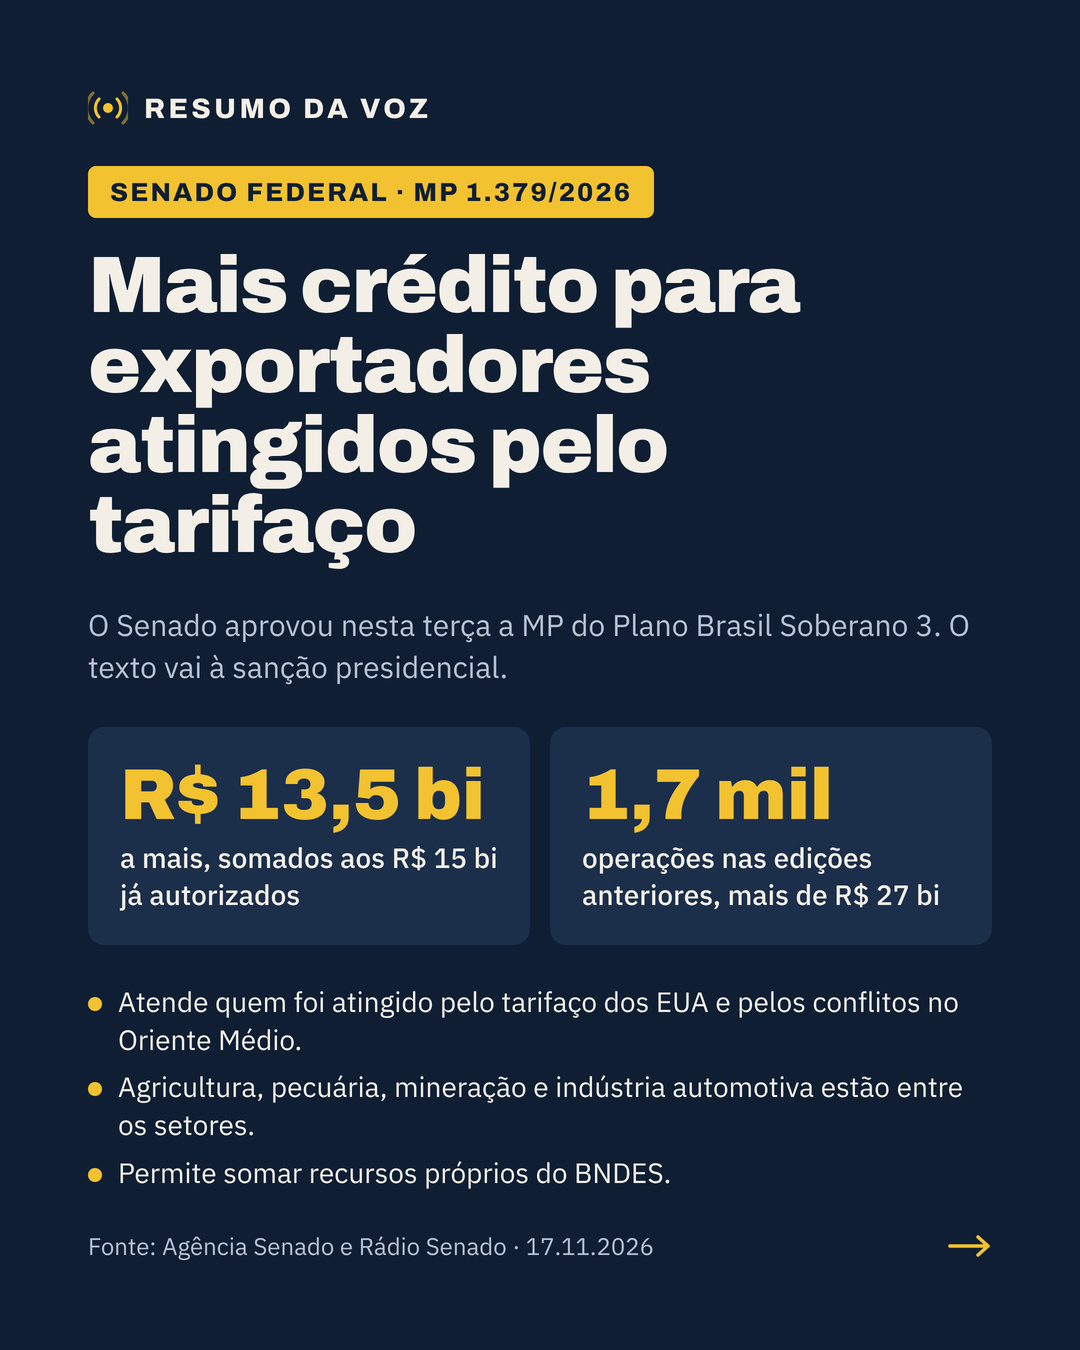 RESUMO DA VOZ
SENADO FEDERAL · MP 1.379/2026
Mais crédito para
exportadores
atingidos pelo
tarifaço
O Senado aprovou nesta terça a MP do Plano Brasil Soberano 3. O
texto vai à sanção presidencial.
R$ 13,5 bi
a mais, somados aos R$ 15 bi
já autorizados
1,7 mil
operações nas edições
anteriores, mais de R$ 27 bi
Atende quem foi atingido pelo tarifaço dos EUA e pelos conflitos no
Oriente Médio.
Agricultura, pecuária, mineração e indústria automotiva estão entre
os setores.
Permite somar recursos próprios do BNDES.
Fonte: Agência Senado e Rádio Senado · 17.11.2026